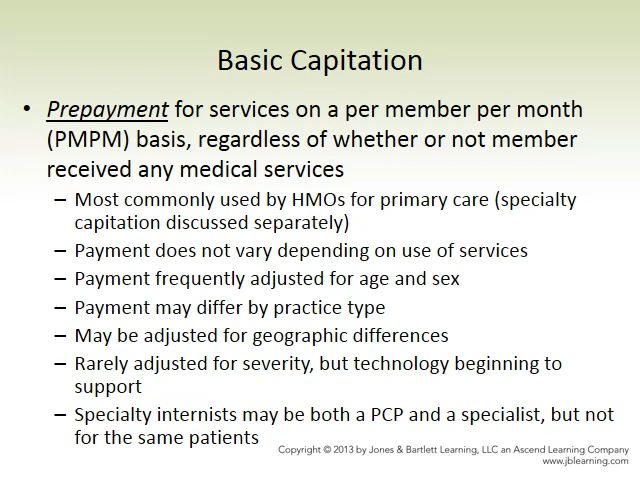 Basic Capitation
• Prepayment for services on a per member per month
(PMPM) basis, regardless of whether or not member
received any medical services
– Most commonly used by HMOs for primary care (specialty
capitation discussed separately)
– Payment does not vary depending on use of services
– Payment frequently adjusted for age and sex
– Payment may differ by practice type
– May be adjusted for geographic differences
– Rarely adjusted for severity, but technology beginning to
support
– Specialty internists may be both a PCP and a specialist, but not
for the same patients
Copyright © 2013 by Jones & Bartlett Learning, LLC an Ascend Learning Company
www.jblearning.com